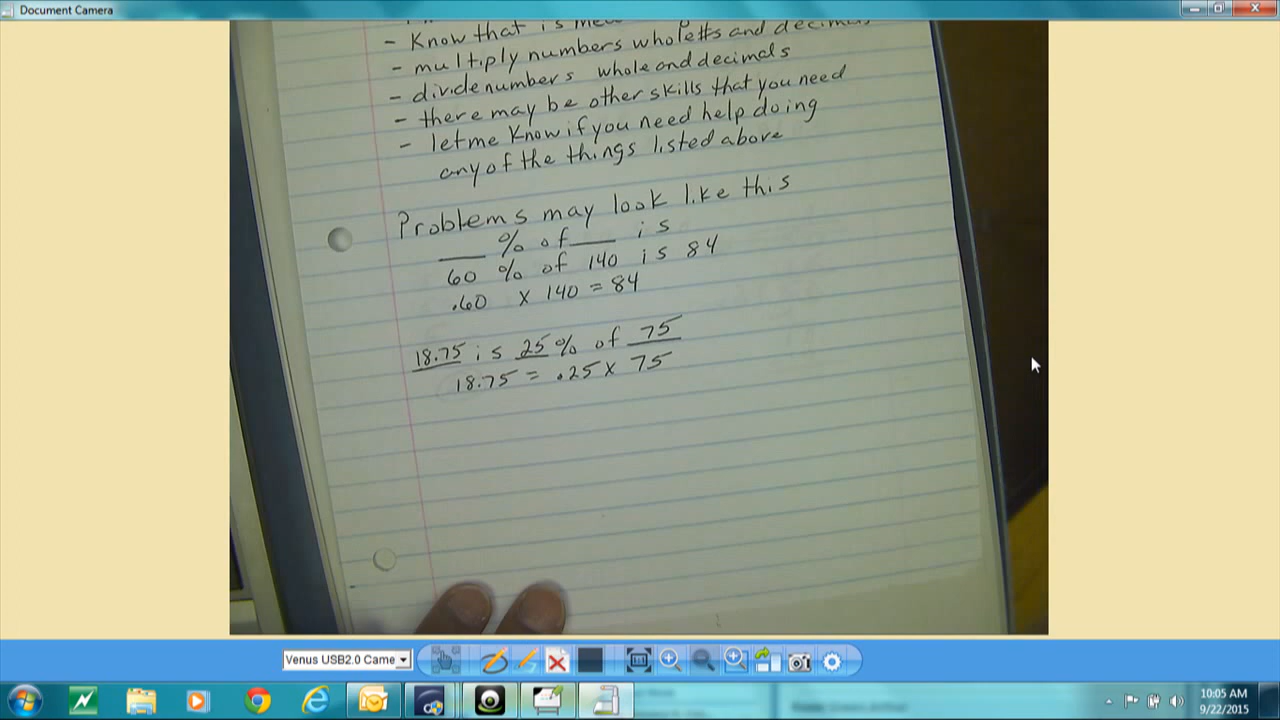 Document Camera
- Know that is
- multiply numbers whole and decimals
- divide numbers whole and decimals
- there may be other skills that you need
- let me know if you need help doing
any of the things listed above
Problems may look like this
___ % of ___ is
60 % of 140 is 84
.60 x 140 = 84
18.75 is 25 % of 75
18.75 = .25 x 75
Venus USB2.0 Came
1:1
10:05 AM
9/22/2015